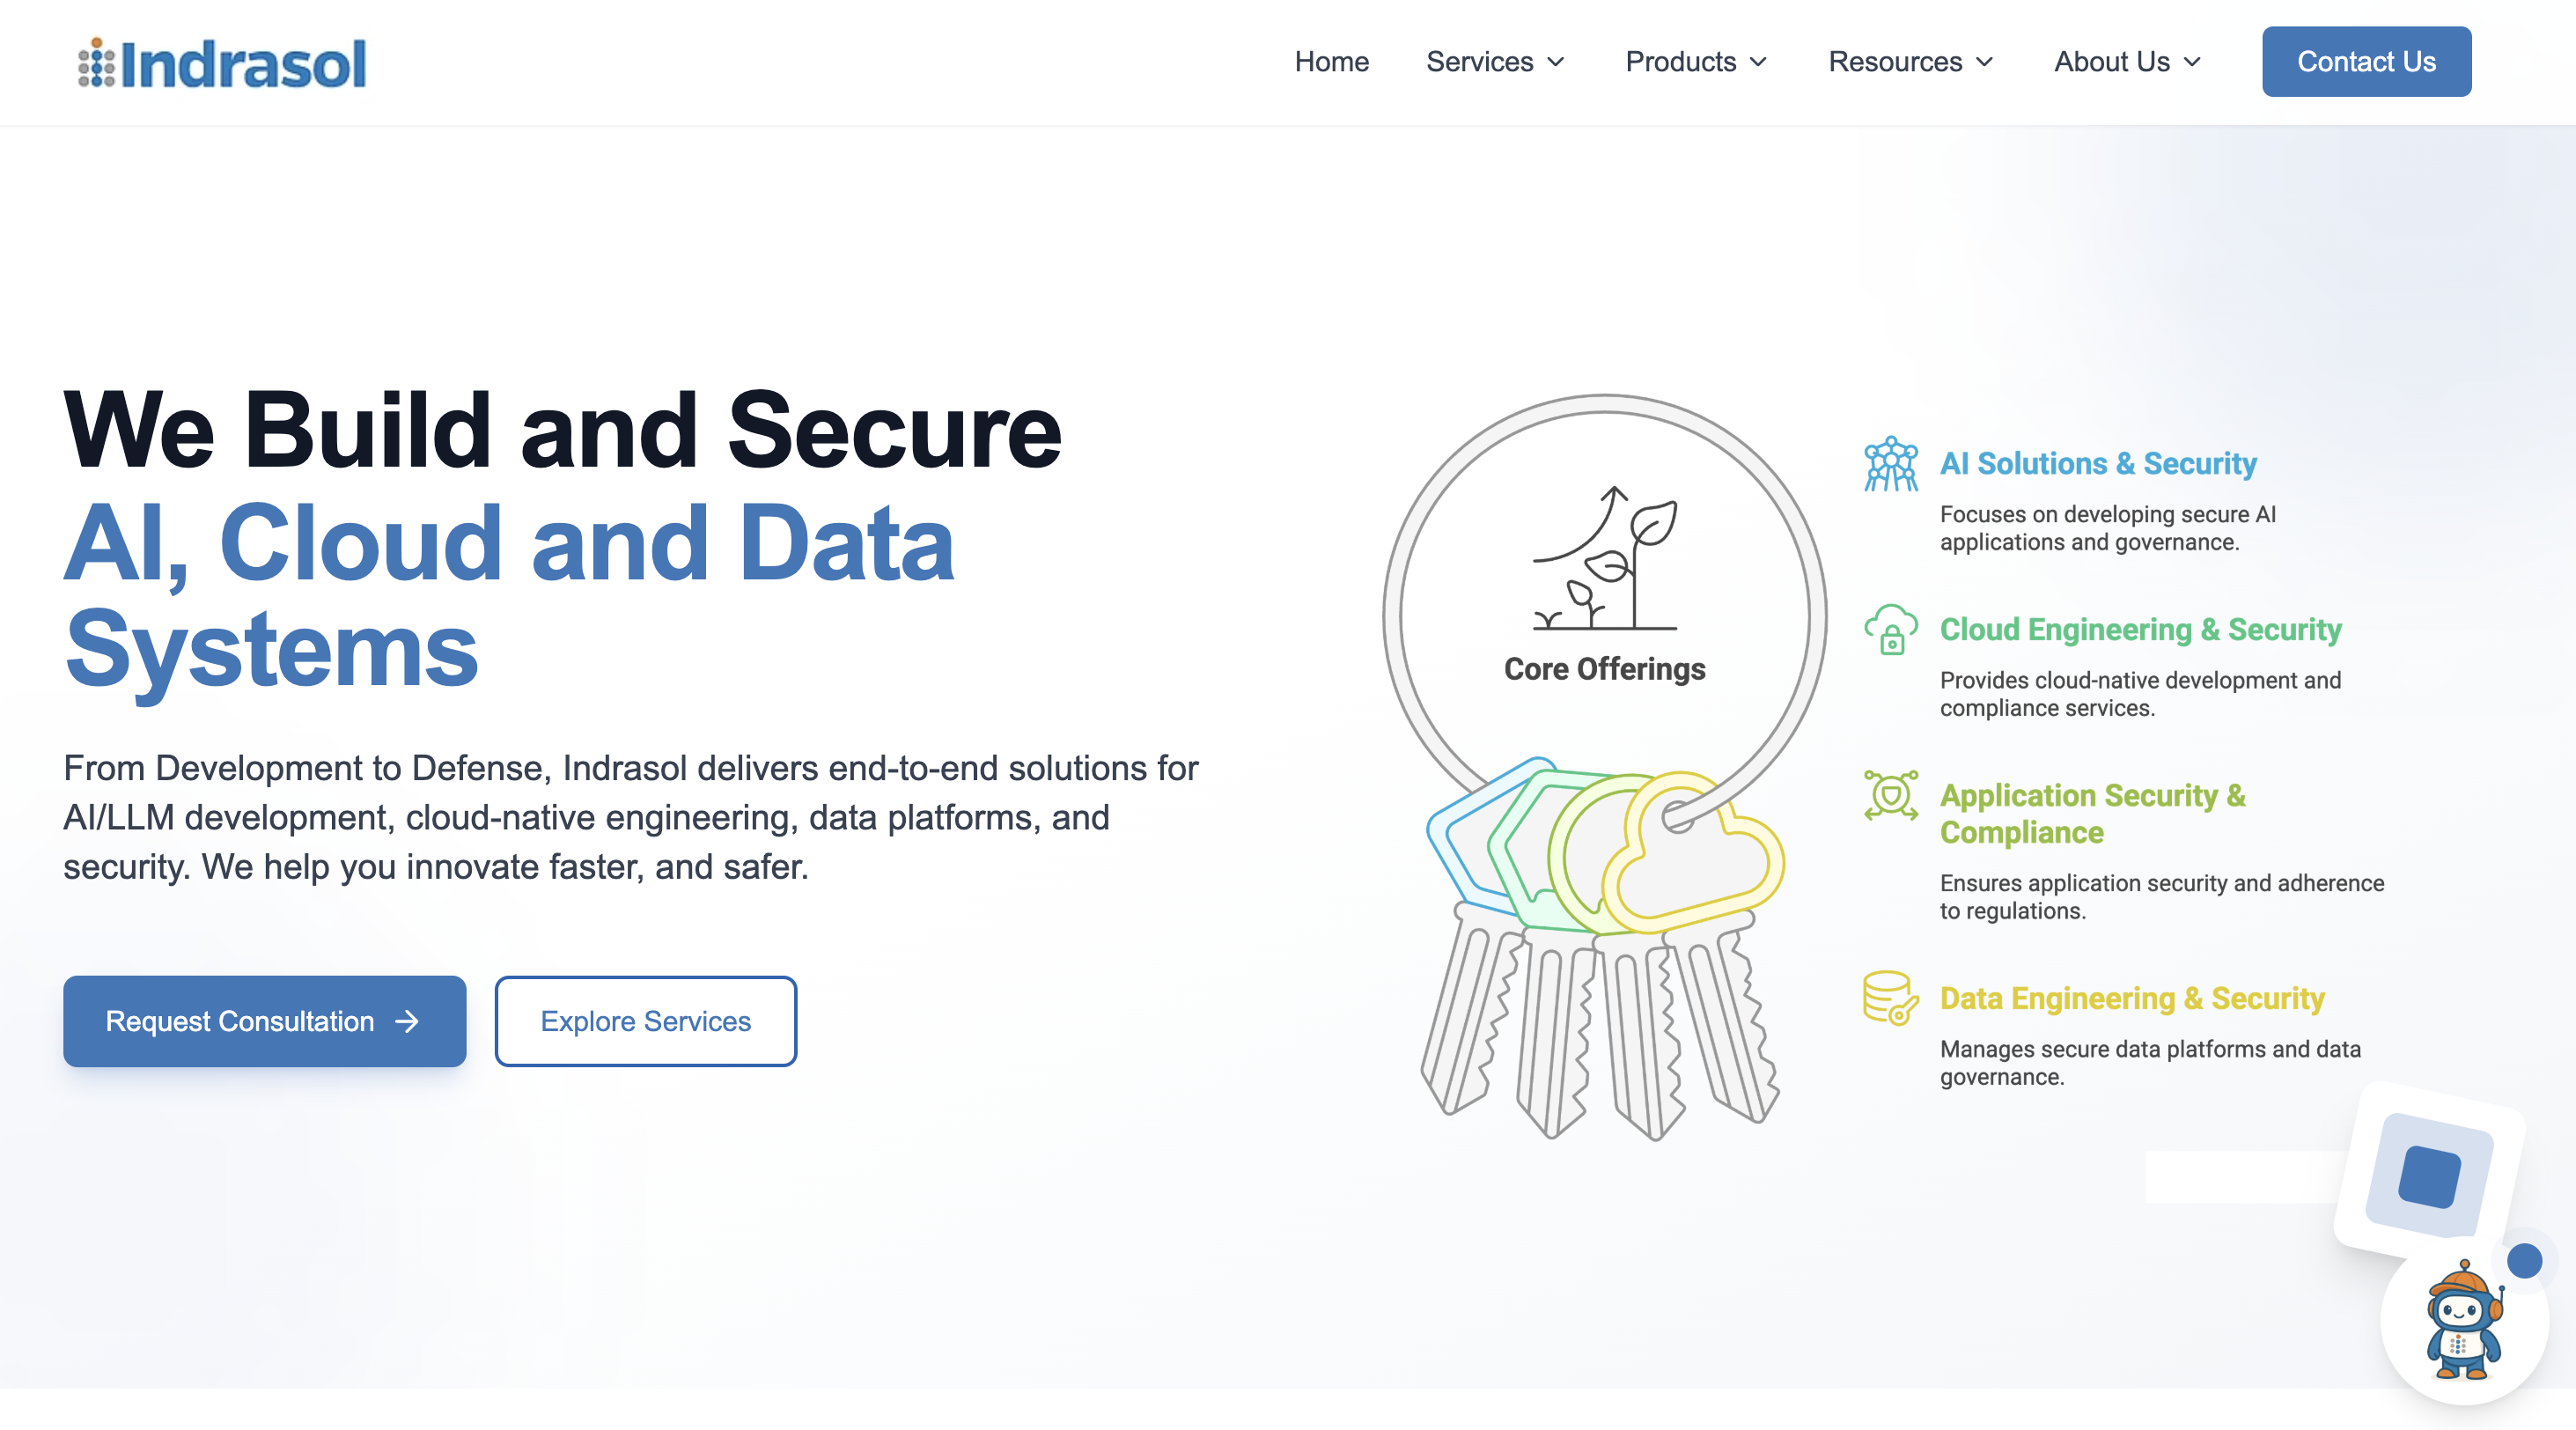 Indrasol
Home Services Products Resources About Us Contact Us
We Build and Secure
AI, Cloud and Data
Systems
From Development to Defense, Indrasol delivers end-to-end solutions for
AI/LLM development, cloud-native engineering, data platforms, and
security. We help you innovate faster, and safer.
Request Consultation
Explore Services
Core Offerings
AI Solutions & Security
Focuses on developing secure AI
applications and governance.
Cloud Engineering & Security
Provides cloud-native development and
compliance services.
Application Security &
Compliance
Ensures application security and adherence
to regulations.
Data Engineering & Security
Manages secure data platforms and data
governance.